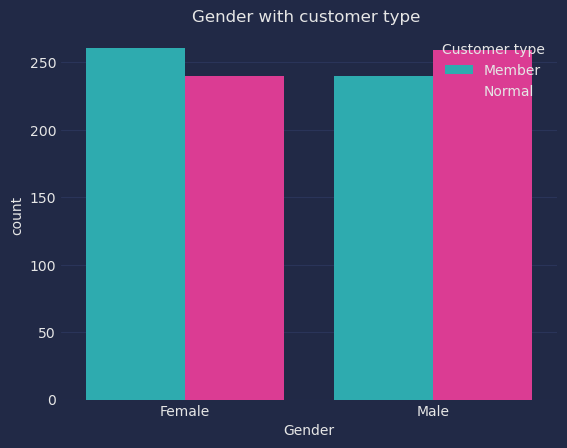 Gender with customer type
Customer type
Member
Normal
250
200
150
100
50
0
count
Female
Male
Gender